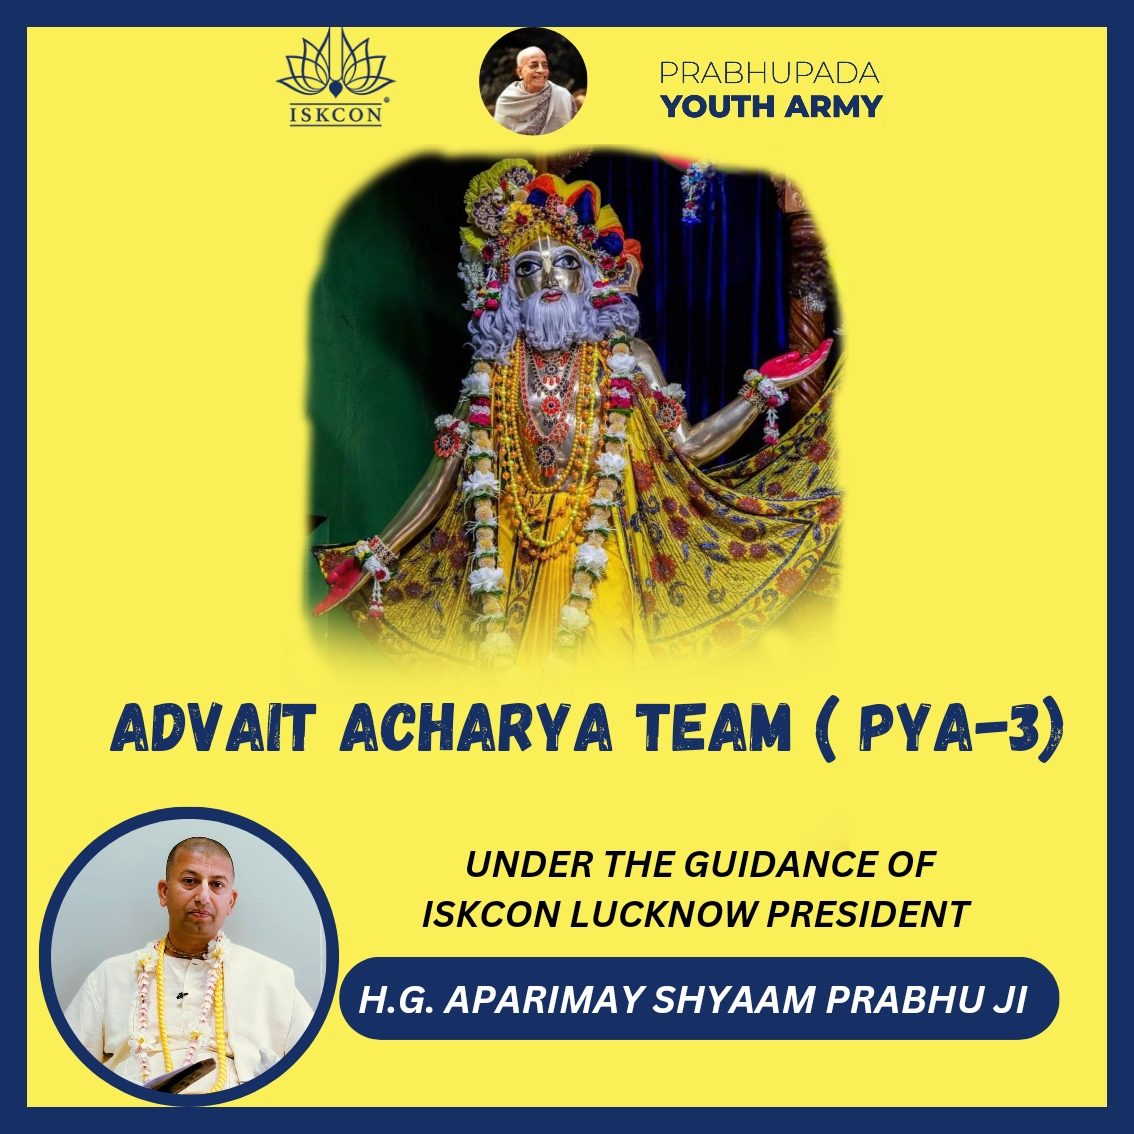 ISKCON®
PRABHUPADA
YOUTH ARMY
ADVAIT ACHARYA TEAM ( PYA-3)
UNDER THE GUIDANCE OF
ISKCON LUCKNOW PRESIDENT
H.G. APARIMAY SHYAAM PRABHU JI